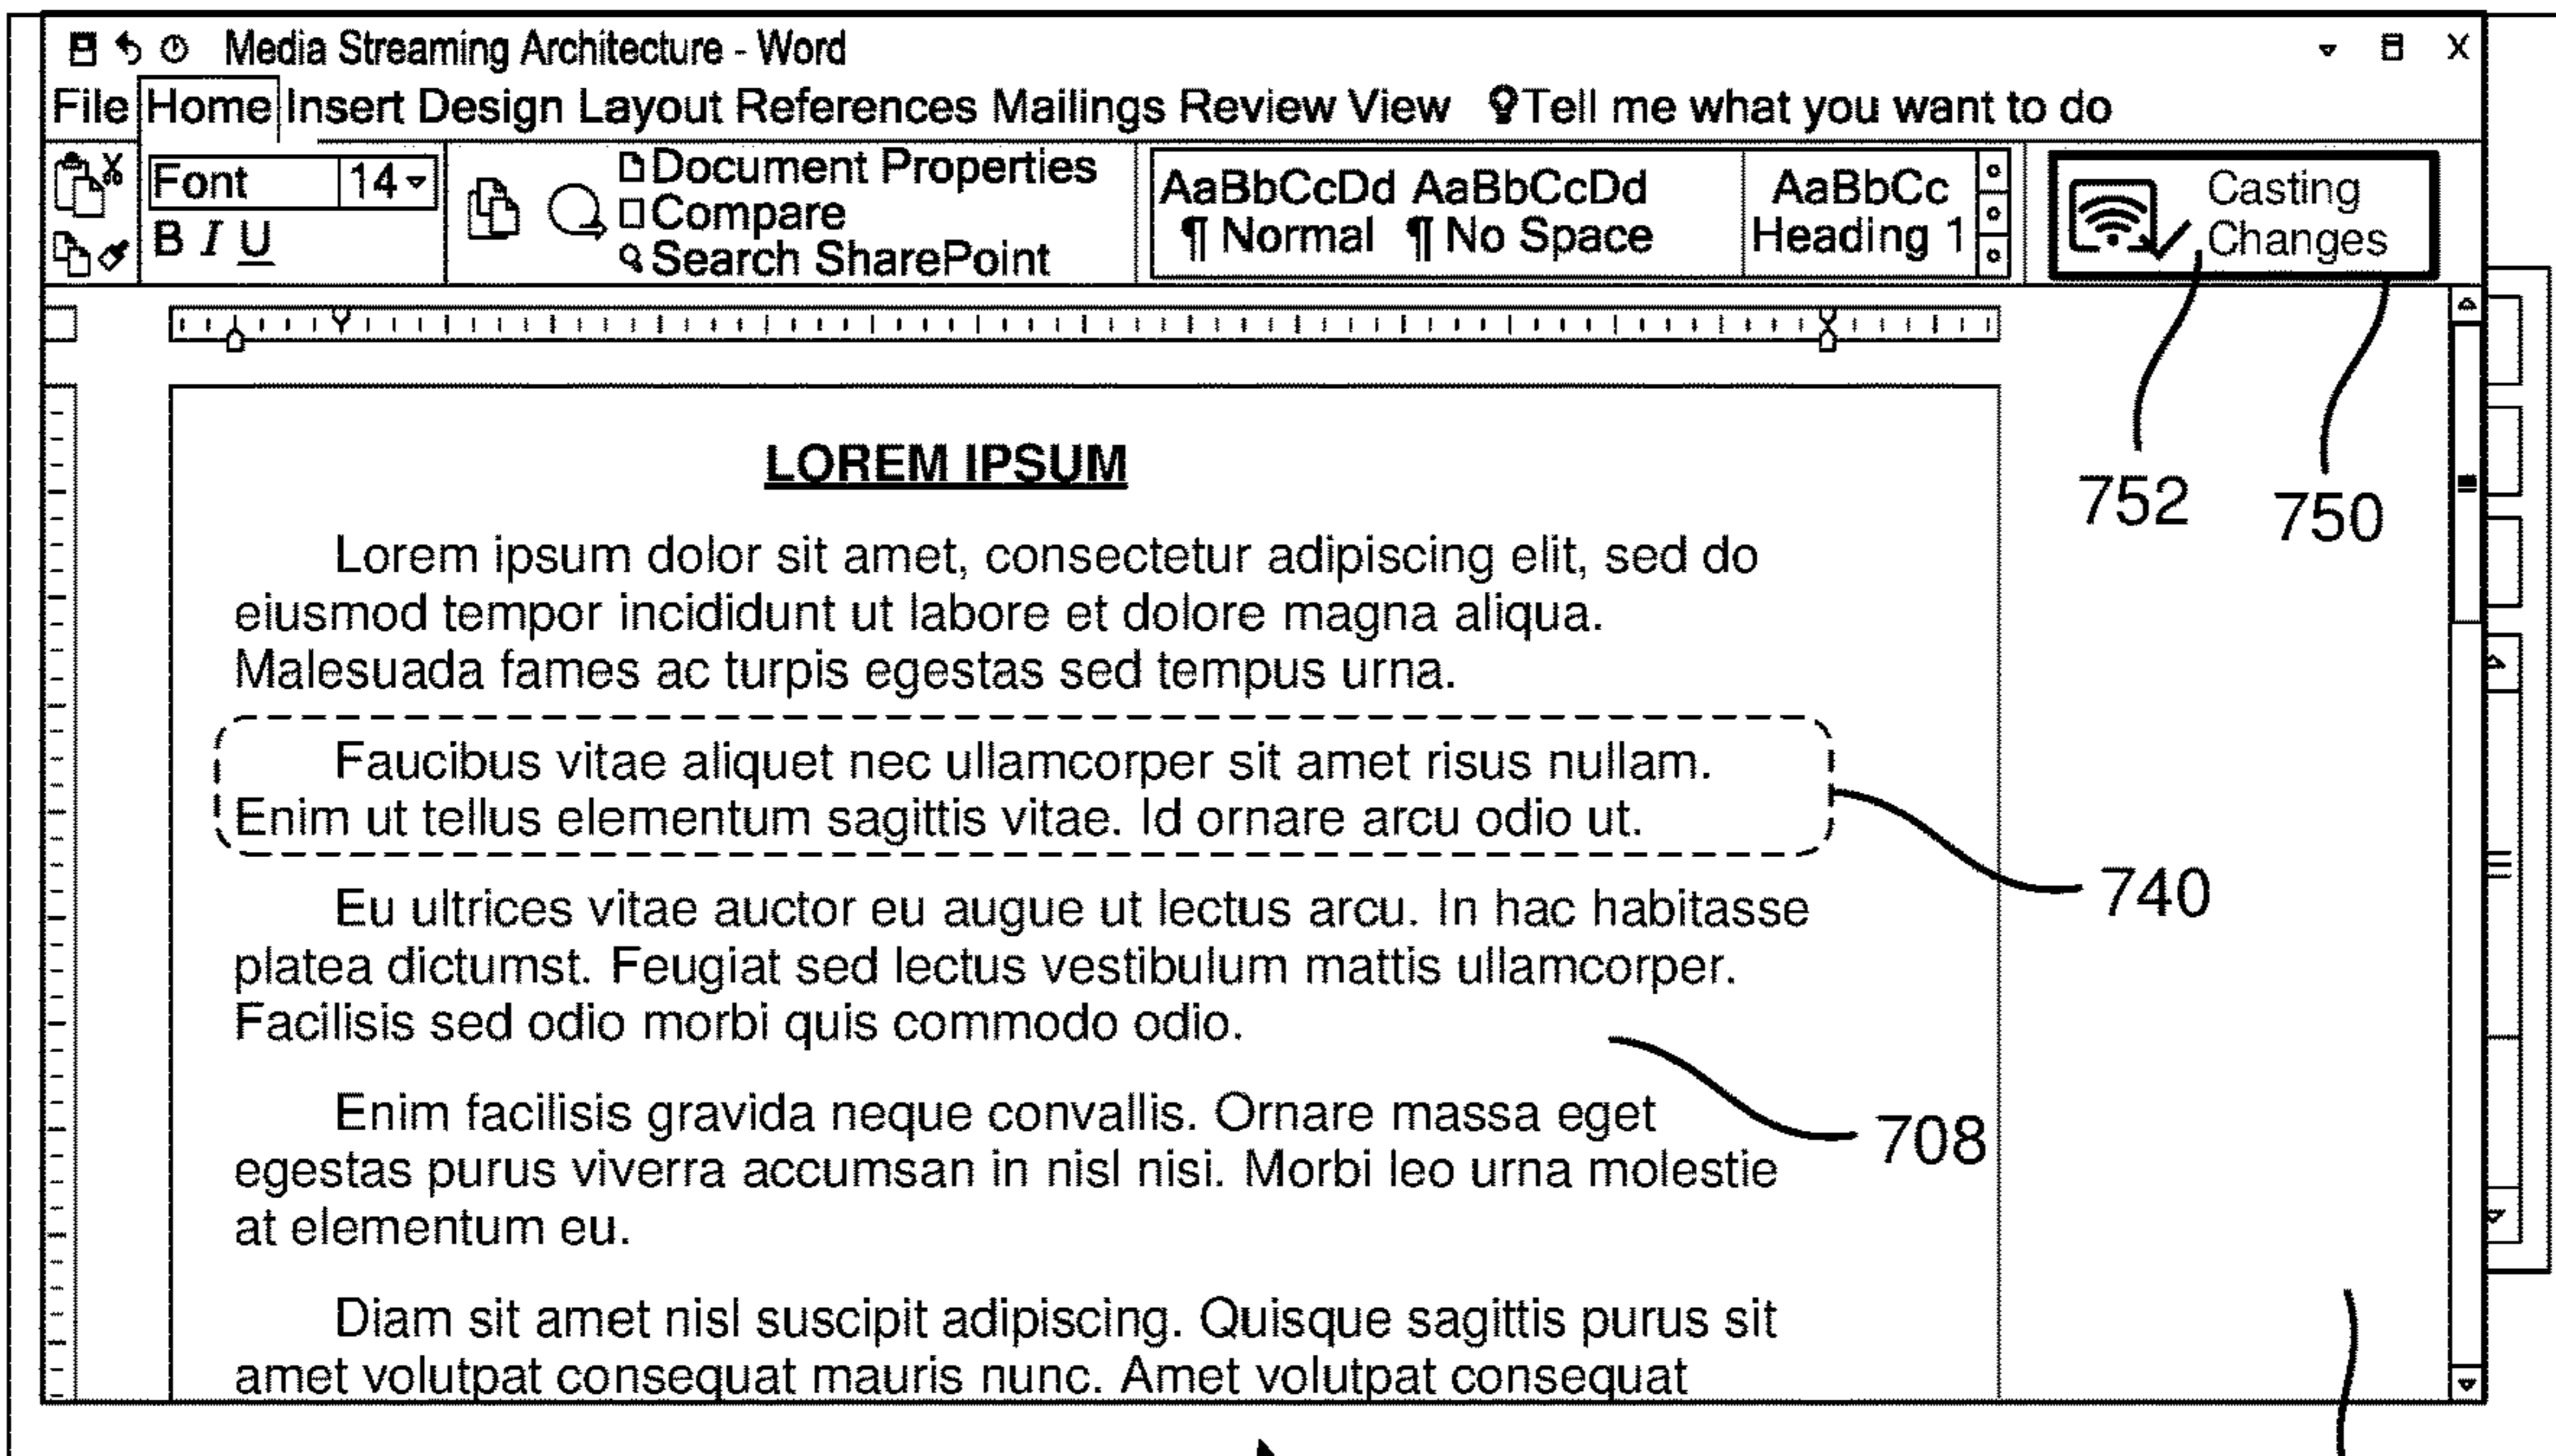 Media Streaming Architecture - Word
File Home Insert Design Layout References Mailings Review View Tell me what you want to do
Font 14
B I U
Document Properties
Compare
Search SharePoint
AaBbCcDd AaBbCcDd AaBbCc
¶ Normal ¶ No Space Heading 1
Casting
Changes
752
750
LOREM IPSUM
Lorem ipsum dolor sit amet, consectetur adipiscing elit, sed do
eiusmod tempor incididunt ut labore et dolore magna aliqua.
Malesuada fames ac turpis egestas sed tempus urna.
Faucibus vitae aliquet nec ullamcorper sit amet risus nullam.
Enim ut tellus elementum sagittis vitae. Id ornare arcu odio ut.
740
Eu ultrices vitae auctor eu augue ut lectus arcu. In hac habitasse
platea dictumst. Feugiat sed lectus vestibulum mattis ullamcorper.
Facilisis sed odio morbi quis commodo odio.
708
Enim facilisis gravida neque convallis. Ornare massa eget
egestas purus viverra accumsan in nisl nisi. Morbi leo urna molestie
at elementum eu.
Diam sit amet nisl suscipit adipiscing. Quisque sagittis purus sit
amet volutpat consequat mauris nunc. Amet volutpat consequat